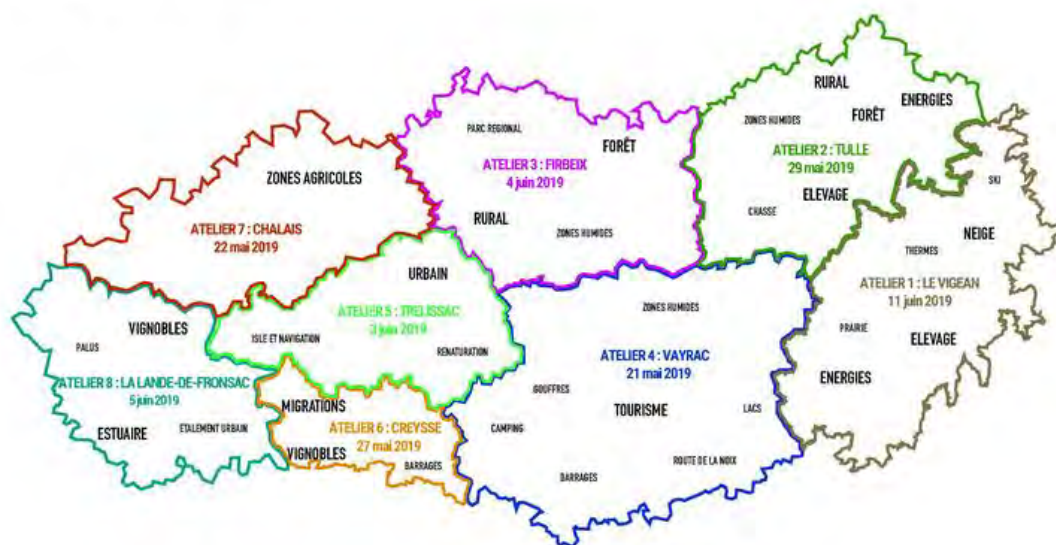 ZONES AGRICOLES
ATELIER 7 : CHALAIS
22 mai 2019
PARC REGIONAL
FORÊT
ATELIER 3 : FIRBEIX
4 juin 2019
RURAL
ZONES HUMIDES
RURAL
ENERGIES
ZONES HUMIDES
FORÊT
ATELIER 2 : TULLE
29 mai 2019
ELEVAGE
CHASSE
SKI
NEIGE
THERMES
ATELIER 1 : LE VIGEAN
11 juin 2019
PRAIRIE
ELEVAGE
ENERGIES
URBAIN
ATELIER 5 : TRELISSAC
3 juin 2019
ISLE ET NAVIGATION
RENATURATION
VIGNOBLES
PALUS
ATELIER 8 : LA LANDE-DE-FRONSAC
5 juin 2019
ESTUAIRE
ETALEMENT URBAIN
MIGRATIONS
ATELIER 6 : CREYSSE
27 mai 2019
VIGNOBLES
BARRAGES
ZONES HUMIDES
ATELIER 4 : VAYRAC
21 mai 2019
GOUFFRES
TOURISME
LACS
CAMPING
ROUTE DE LA NOIX
BARRAGES